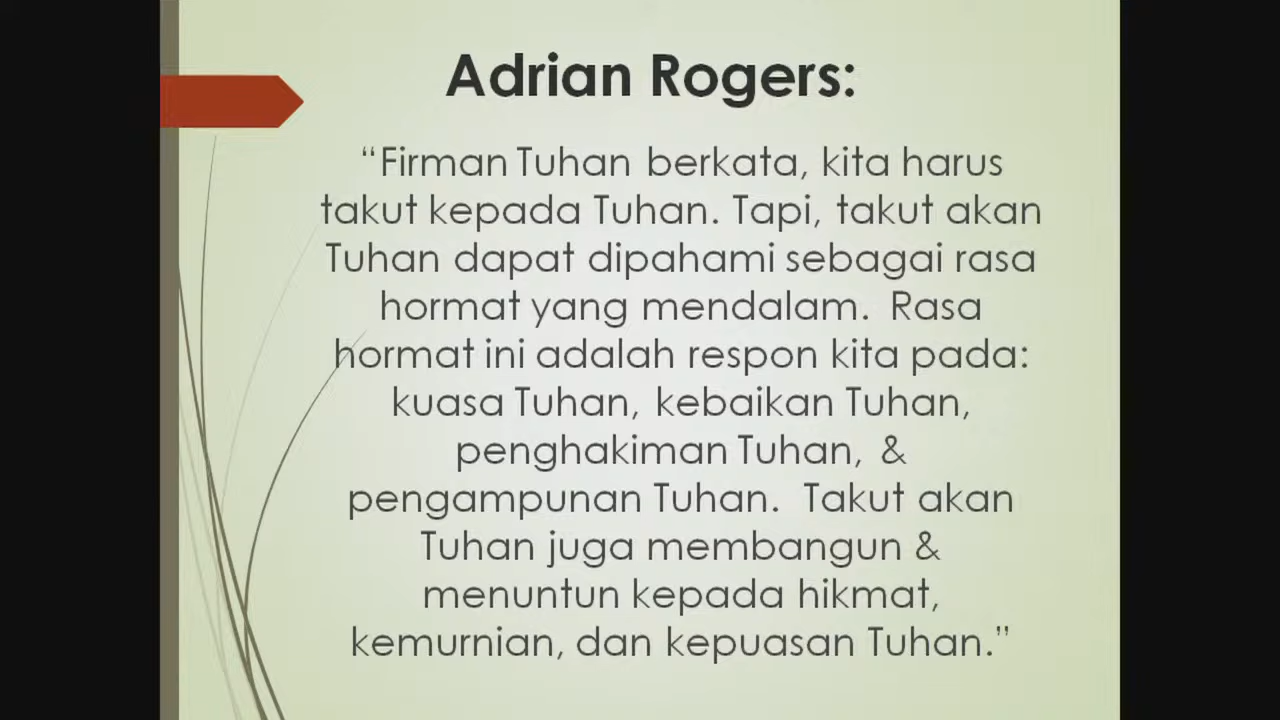 Adrian Rogers:
“Firman Tuhan berkata, kita harus
takut kepada Tuhan. Tapi, takut akan
Tuhan dapat dipahami sebagai rasa
hormat yang mendalam. Rasa
hormat ini adalah respon kita pada:
kuasa Tuhan, kebaikan Tuhan,
penghakiman Tuhan, &
pengampunan Tuhan. Takut akan
Tuhan juga membangun &
menuntun kepada hikmat,
kemurnian, dan kepuasan Tuhan.”